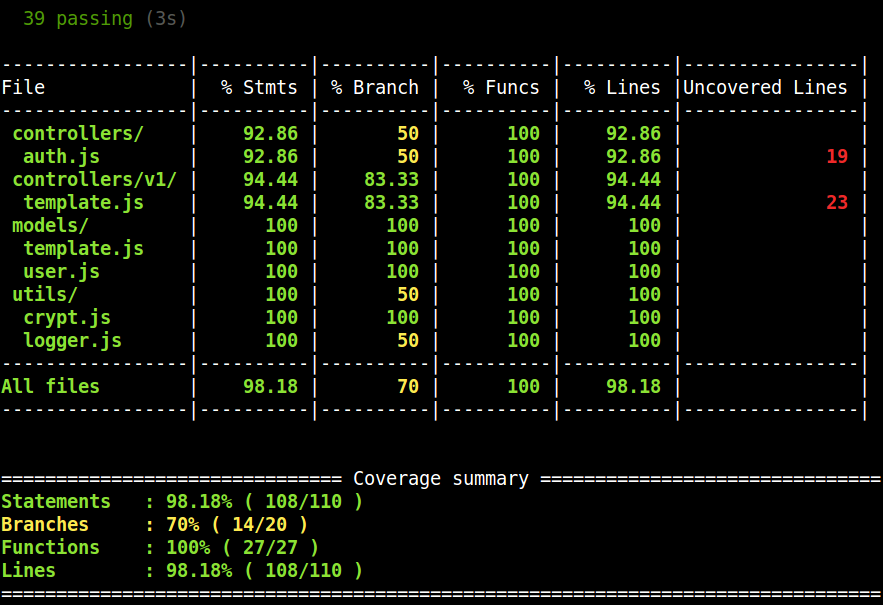 39 passing (3s)

-----------------|----------|----------|----------|----------|----------------|
File             |  % Stmts | % Branch |  % Funcs |  % Lines |Uncovered Lines |
-----------------|----------|----------|----------|----------|----------------|
 controllers/    |    92.86 |       50 |      100 |    92.86 |                |
  auth.js        |    92.86 |       50 |      100 |    92.86 |             19 |
 controllers/v1/ |    94.44 |    83.33 |      100 |    94.44 |                |
  template.js    |    94.44 |    83.33 |      100 |    94.44 |             23 |
 models/         |      100 |      100 |      100 |      100 |                |
  template.js    |      100 |      100 |      100 |      100 |                |
  user.js        |      100 |      100 |      100 |      100 |                |
 utils/          |      100 |       50 |      100 |      100 |                |
  crypt.js       |      100 |      100 |      100 |      100 |                |
  logger.js      |      100 |       50 |      100 |      100 |                |
-----------------|----------|----------|----------|----------|----------------|
All files        |    98.18 |       70 |      100 |    98.18 |                |
-----------------|----------|----------|----------|----------|----------------|

=============================== Coverage summary ===============================
Statements   : 98.18% ( 108/110 )
Branches     : 70% ( 14/20 )
Functions    : 100% ( 27/27 )
Lines        : 98.18% ( 108/110 )
================================================================================